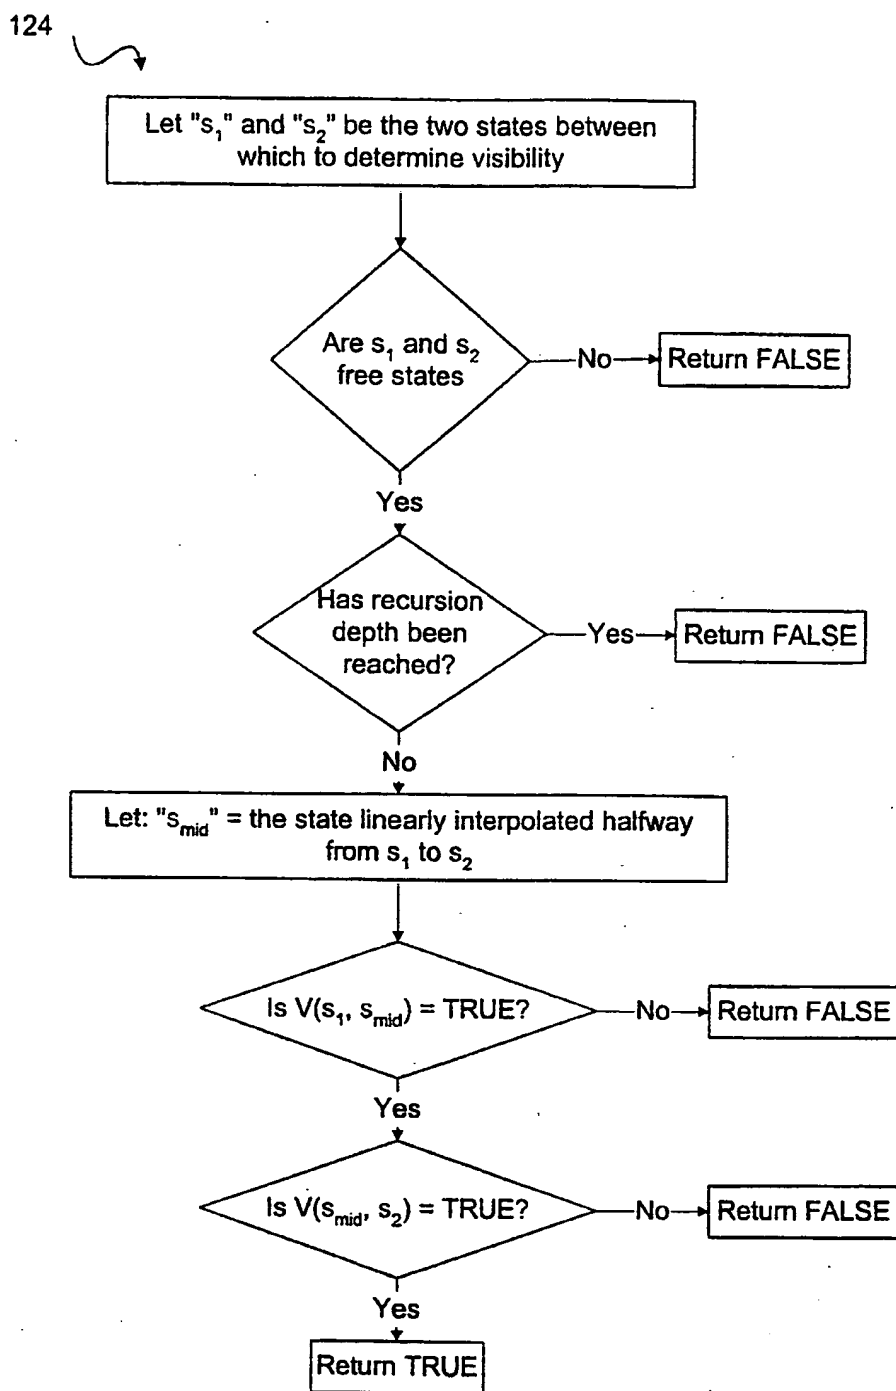 124
Let "s₁" and "s₂" be the two states between
which to determine visibility
Are s₁ and s₂
free states
No
Return FALSE
Yes
Has recursion
depth been
reached?
Yes
Return FALSE
No
Let: "s_mid" = the state linearly interpolated halfway
from s₁ to s₂
Is V(s₁, s_mid) = TRUE?
No
Return FALSE
Yes
Is V(s_mid, s₂) = TRUE?
No
Return FALSE
Yes
Return TRUE